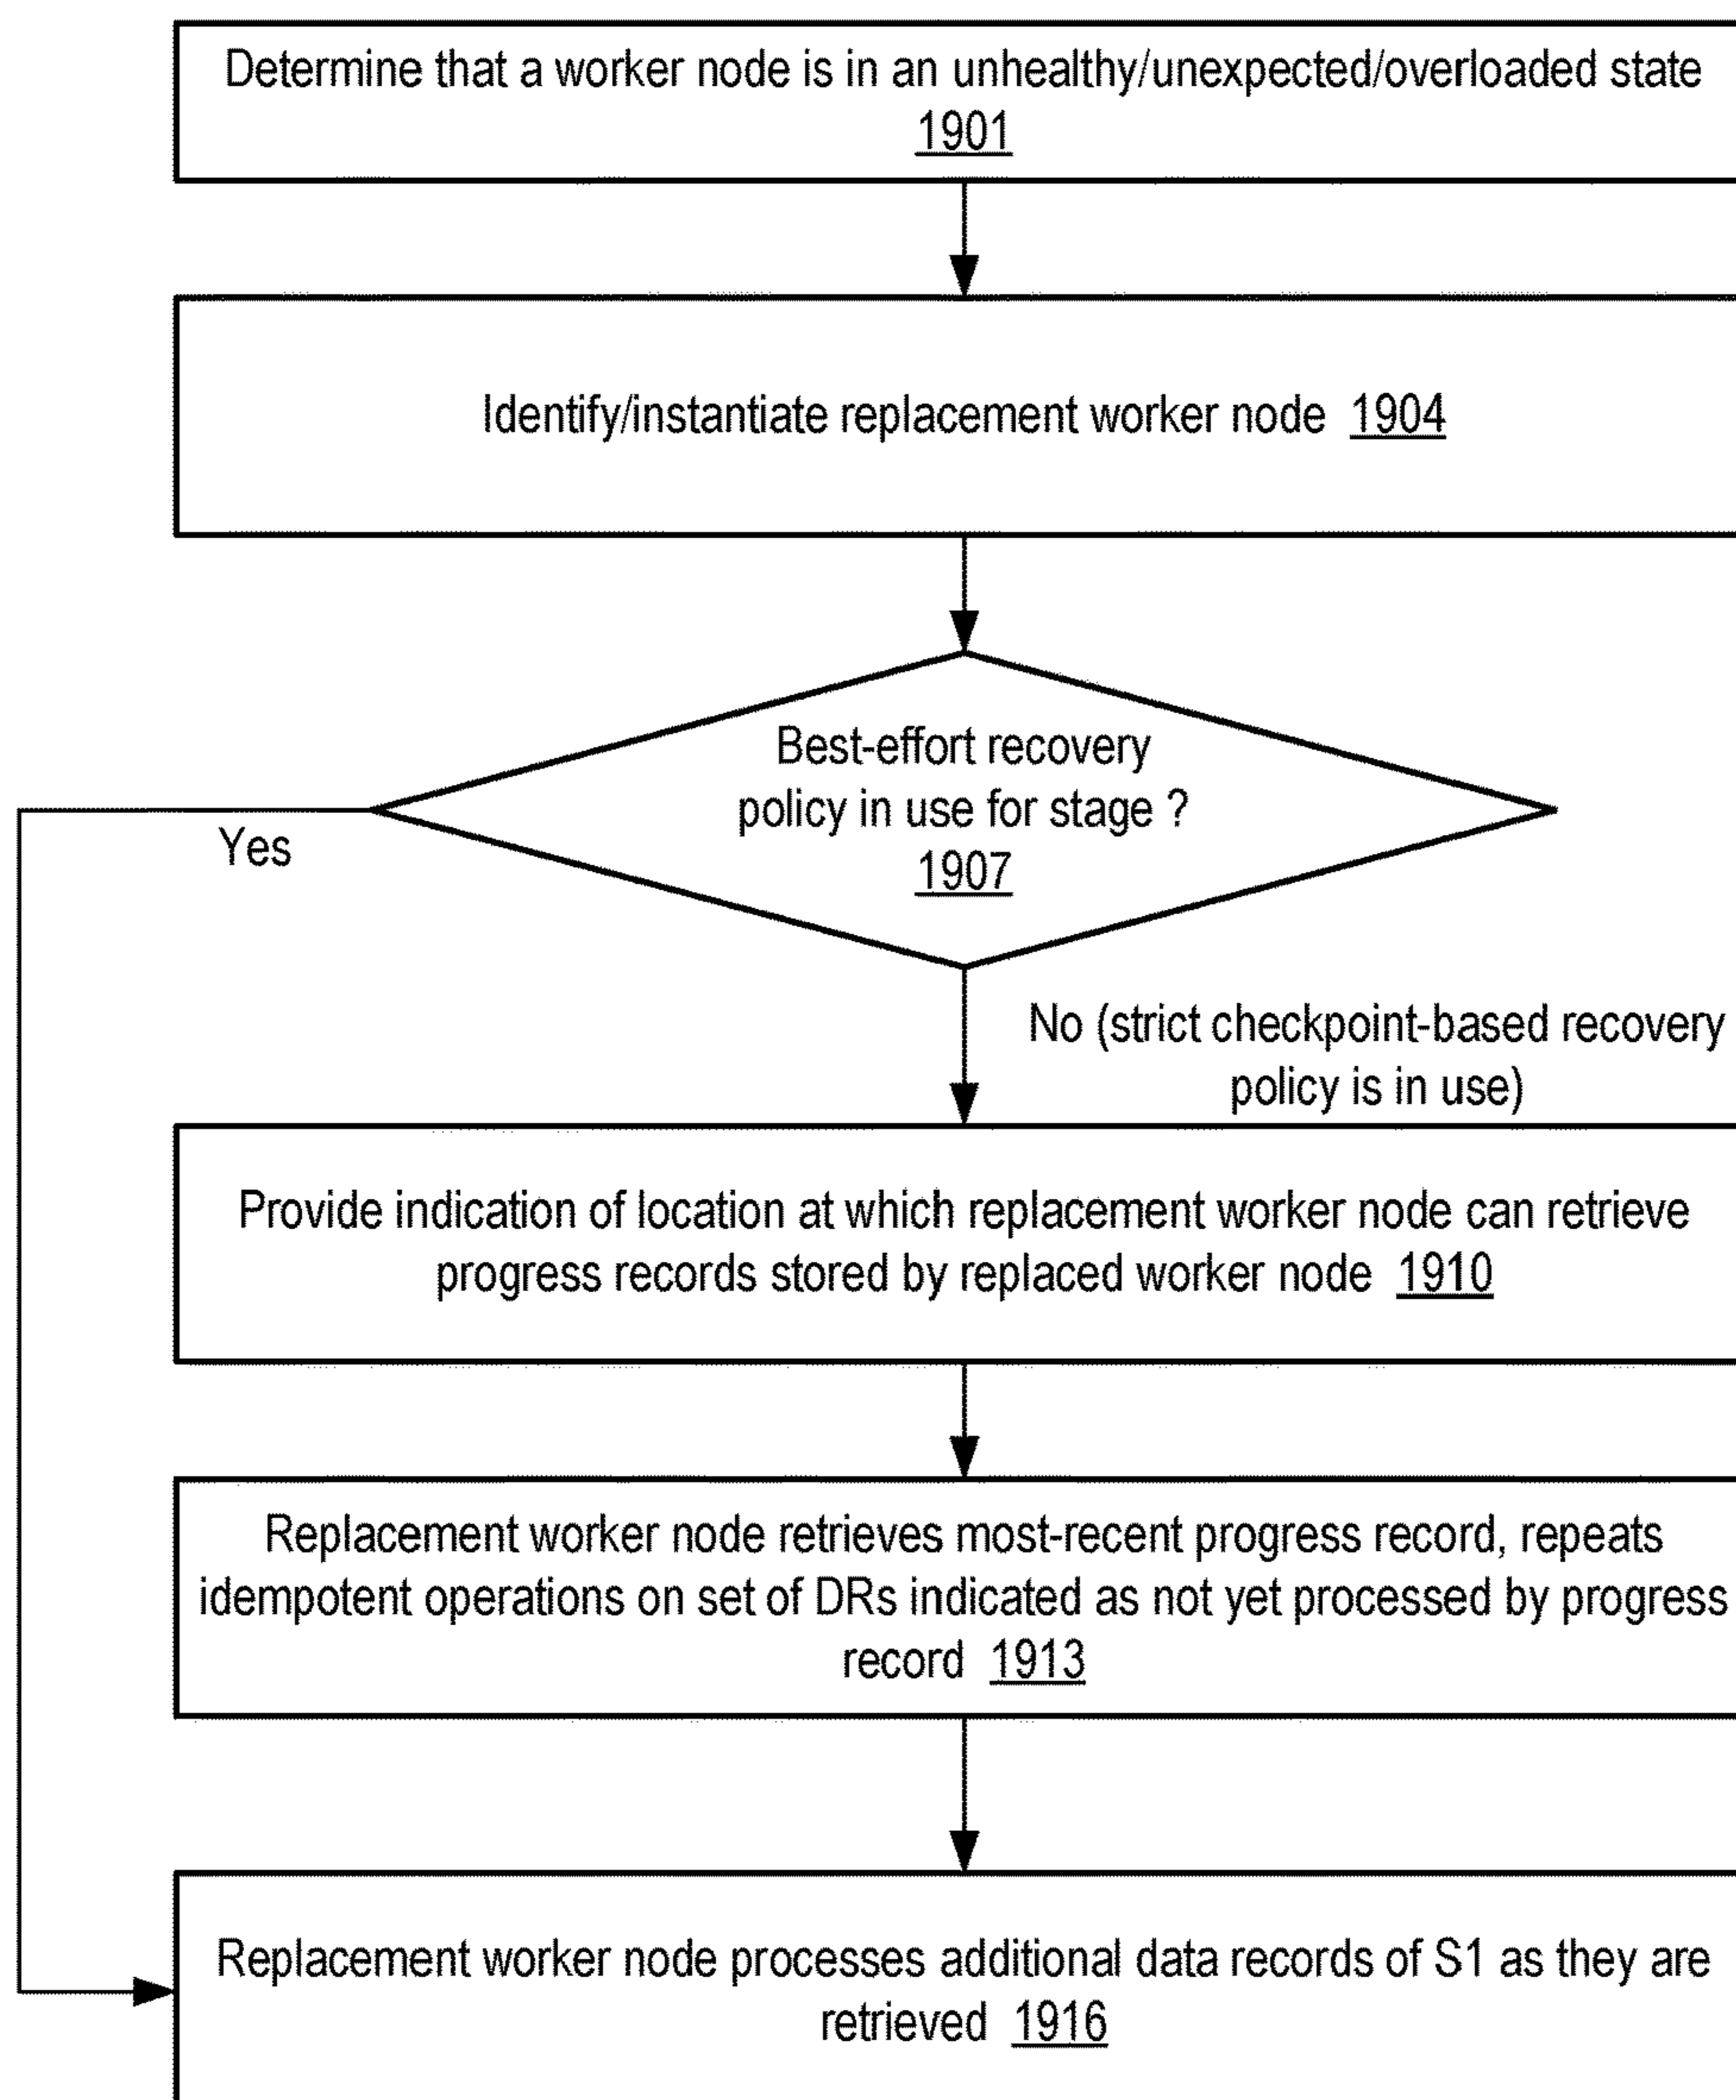 Determine that a worker node is in an unhealthy/unexpected/overloaded state
1901
Identify/instantiate replacement worker node 1904
Best-effort recovery
policy in use for stage ?
1907
Yes
No (strict checkpoint-based recovery
policy is in use)
Provide indication of location at which replacement worker node can retrieve
progress records stored by replaced worker node 1910
Replacement worker node retrieves most-recent progress record, repeats
idempotent operations on set of DRs indicated as not yet processed by progress
record 1913
Replacement worker node processes additional data records of S1 as they are
retrieved 1916